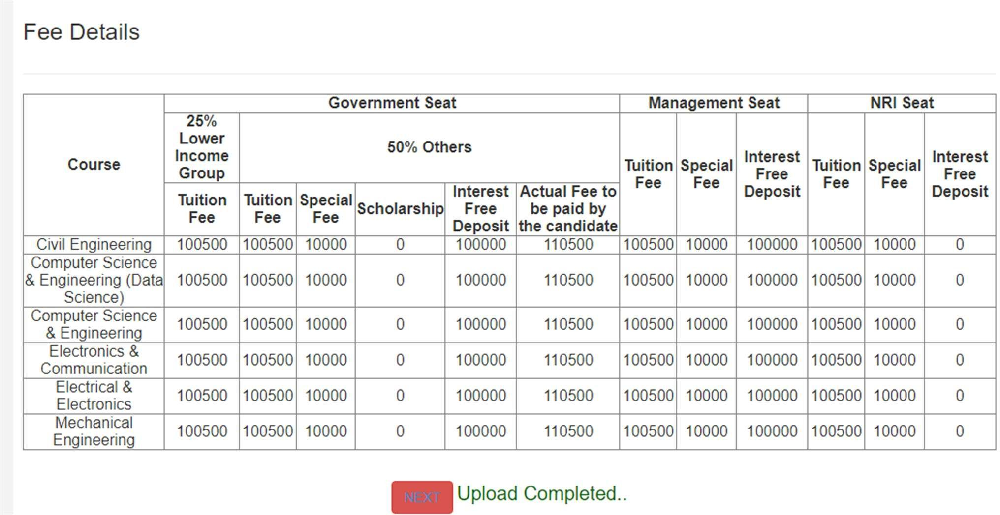 Fee Details
Government Seat Management Seat NRI Seat
Course
25%
Lower
Income
Group
50% Others
Tuition
Fee
Special
Fee
Interest
Free
Deposit
Tuition
Fee
Special
Fee
Interest
Free
Deposit
Tuition
Fee
Tuition
Fee
Special
Fee
Scholarship
Interest
Free
Deposit
Actual Fee to
be paid by
the candidate
Civil Engineering 100500 100500 10000 0 100000 110500 100500 10000 100000 100500 10000 0
Computer Science
& Engineering (Data
Science)
100500 100500 10000 0 100000 110500 100500 10000 100000 100500 10000 0
Computer Science
& Engineering
100500 100500 10000 0 100000 110500 100500 10000 100000 100500 10000 0
Electronics &
Communication
100500 100500 10000 0 100000 110500 100500 10000 100000 100500 10000 0
Electrical &
Electronics
100500 100500 10000 0 100000 110500 100500 10000 100000 100500 10000 0
Mechanical
Engineering
100500 100500 10000 0 100000 110500 100500 10000 100000 100500 10000 0
NEXT Upload Completed..